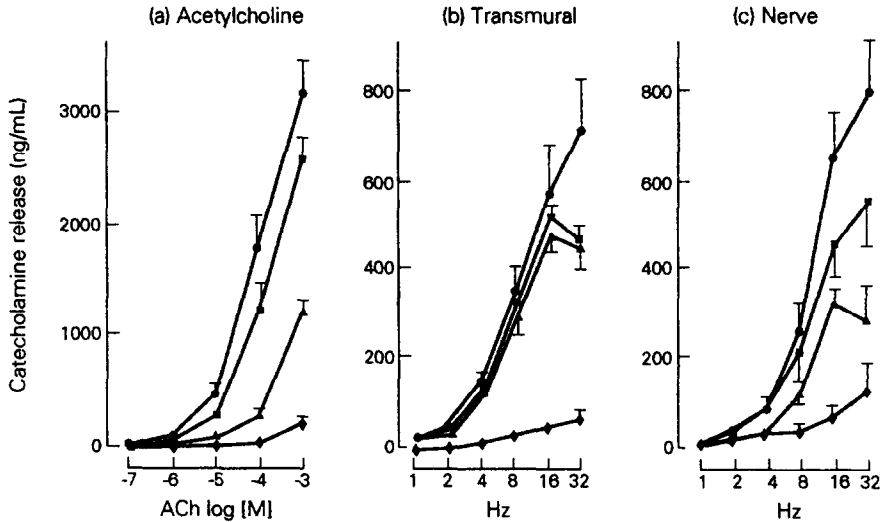 (a) Acetylcholine
(b) Transmural
(c) Nerve
Catecholamine release (ng/mL)
3000
2000
1000
0
-7 -6 -5 -4 -3
ACh log [M]
800
600
400
200
0
1 2 4 8 16 32
Hz
800
600
400
200
0
1 2 4 8 16 32
Hz